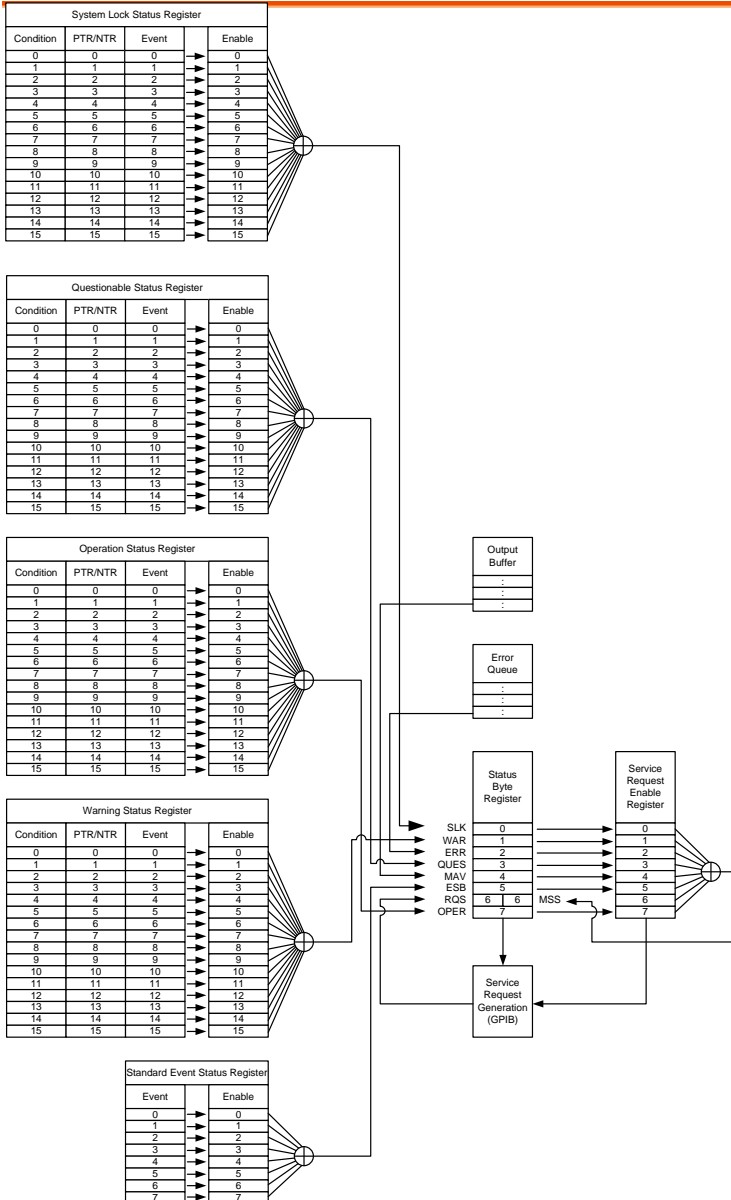 System Lock Status Register
Condition PTR/NTR Event Enable
0 0 0 0
1 1 1 1
2 2 2 2
3 3 3 3
4 4 4 4
5 5 5 5
6 6 6 6
7 7 7 7
8 8 8 8
9 9 9 9
10 10 10 10
11 11 11 11
12 12 12 12
13 13 13 13
14 14 14 14
15 15 15 15
Questionable Status Register
Condition PTR/NTR Event Enable
0 0 0 0
1 1 1 1
2 2 2 2
3 3 3 3
4 4 4 4
5 5 5 5
6 6 6 6
7 7 7 7
8 8 8 8
9 9 9 9
10 10 10 10
11 11 11 11
12 12 12 12
13 13 13 13
14 14 14 14
15 15 15 15
Operation Status Register
Condition PTR/NTR Event Enable
0 0 0 0
1 1 1 1
2 2 2 2
3 3 3 3
4 4 4 4
5 5 5 5
6 6 6 6
7 7 7 7
8 8 8 8
9 9 9 9
10 10 10 10
11 11 11 11
12 12 12 12
13 13 13 13
14 14 14 14
15 15 15 15
Warning Status Register
Condition PTR/NTR Event Enable
0 0 0 0
1 1 1 1
2 2 2 2
3 3 3 3
4 4 4 4
5 5 5 5
6 6 6 6
7 7 7 7
8 8 8 8
9 9 9 9
10 10 10 10
11 11 11 11
12 12 12 12
13 13 13 13
14 14 14 14
15 15 15 15
Standard Event Status Register
Event Enable
0 0
1 1
2 2
3 3
4 4
5 5
6 6
7 7
Output
Buffer
:
:
:
Error
Queue
:
:
:
Status
Byte
Register
SLK 0
WAR 1
ERR 2
QUES 3
MAV 4
ESB 5
RQS 6 6 MSS
OPER 7
Service
Request
Enable
Register
0
1
2
3
4
5
6
7
Service
Request
Generation
(GPIB)